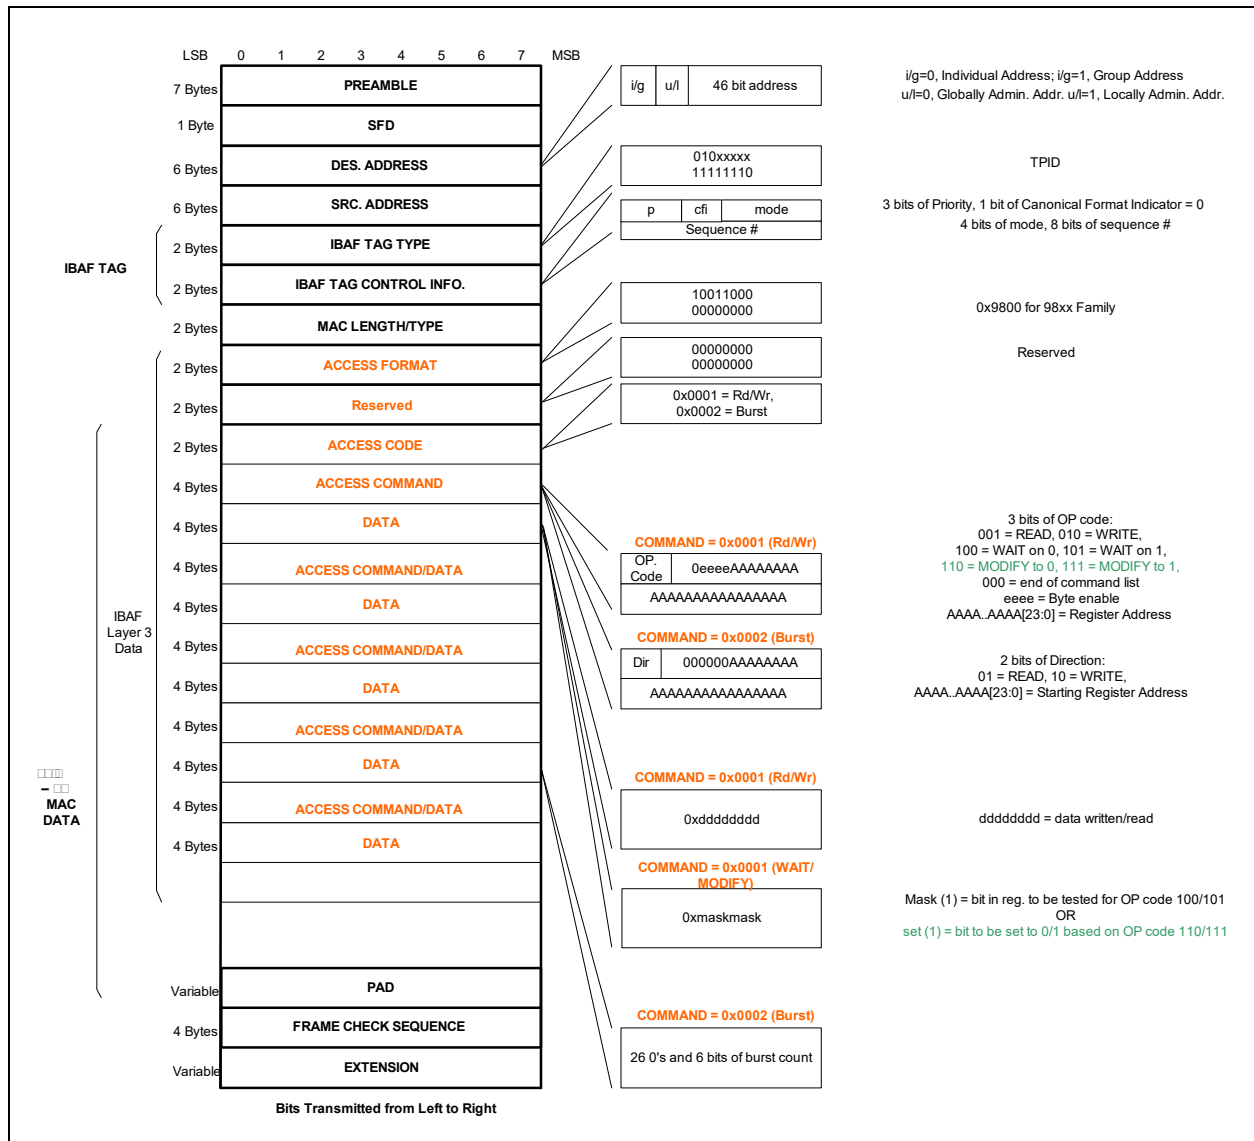 LSB 0 1 2 3 4 5 6 7 MSB
7 Bytes PREAMBLE
1 Byte SFD
6 Bytes DES. ADDRESS
6 Bytes SRC. ADDRESS
IBAF TAG
2 Bytes IBAF TAG TYPE
2 Bytes IBAF TAG CONTROL INFO.
2 Bytes MAC LENGTH/TYPE
2 Bytes ACCESS FORMAT
2 Bytes Reserved
2 Bytes ACCESS CODE
4 Bytes ACCESS COMMAND
4 Bytes DATA
4 Bytes ACCESS COMMAND/DATA
4 Bytes DATA
4 Bytes ACCESS COMMAND/DATA
4 Bytes DATA
4 Bytes ACCESS COMMAND/DATA
4 Bytes DATA
4 Bytes ACCESS COMMAND/DATA
4 Bytes DATA
IBAF
Layer 3
Data
–
MAC
DATA
Variable PAD
4 Bytes FRAME CHECK SEQUENCE
Variable EXTENSION
Bits Transmitted from Left to Right
i/g u/l 46 bit address
i/g=0, Individual Address; i/g=1, Group Address
u/l=0, Globally Admin. Addr. u/l=1, Locally Admin. Addr.
010xxxxx
11111110
TPID
p cfi mode
Sequence #
3 bits of Priority, 1 bit of Canonical Format Indicator = 0
4 bits of mode, 8 bits of sequence #
10011000
00000000
0x9800 for 98xx Family
00000000
00000000
Reserved
0x0001 = Rd/Wr,
0x0002 = Burst
COMMAND = 0x0001 (Rd/Wr)
OP.
Code
0eeeeAAAAAAAA
AAAAAAAAAAAAAAAA
3 bits of OP code:
001 = READ, 010 = WRITE,
100 = WAIT on 0, 101 = WAIT on 1,
110 = MODIFY to 0, 111 = MODIFY to 1,
000 = end of command list
eeee = Byte enable
AAAA..AAAA[23:0] = Register Address
COMMAND = 0x0002 (Burst)
Dir 000000AAAAAAAA
AAAAAAAAAAAAAAAA
2 bits of Direction:
01 = READ, 10 = WRITE,
AAAA..AAAA[23:0] = Starting Register Address
COMMAND = 0x0001 (Rd/Wr)
0xdddddddd
dddddddd = data written/read
COMMAND = 0x0001 (WAIT/
MODIFY)
0xmaskmask
Mask (1) = bit in reg. to be tested for OP code 100/101
OR
set (1) = bit to be set to 0/1 based on OP code 110/111
COMMAND = 0x0002 (Burst)
26 0's and 6 bits of burst count